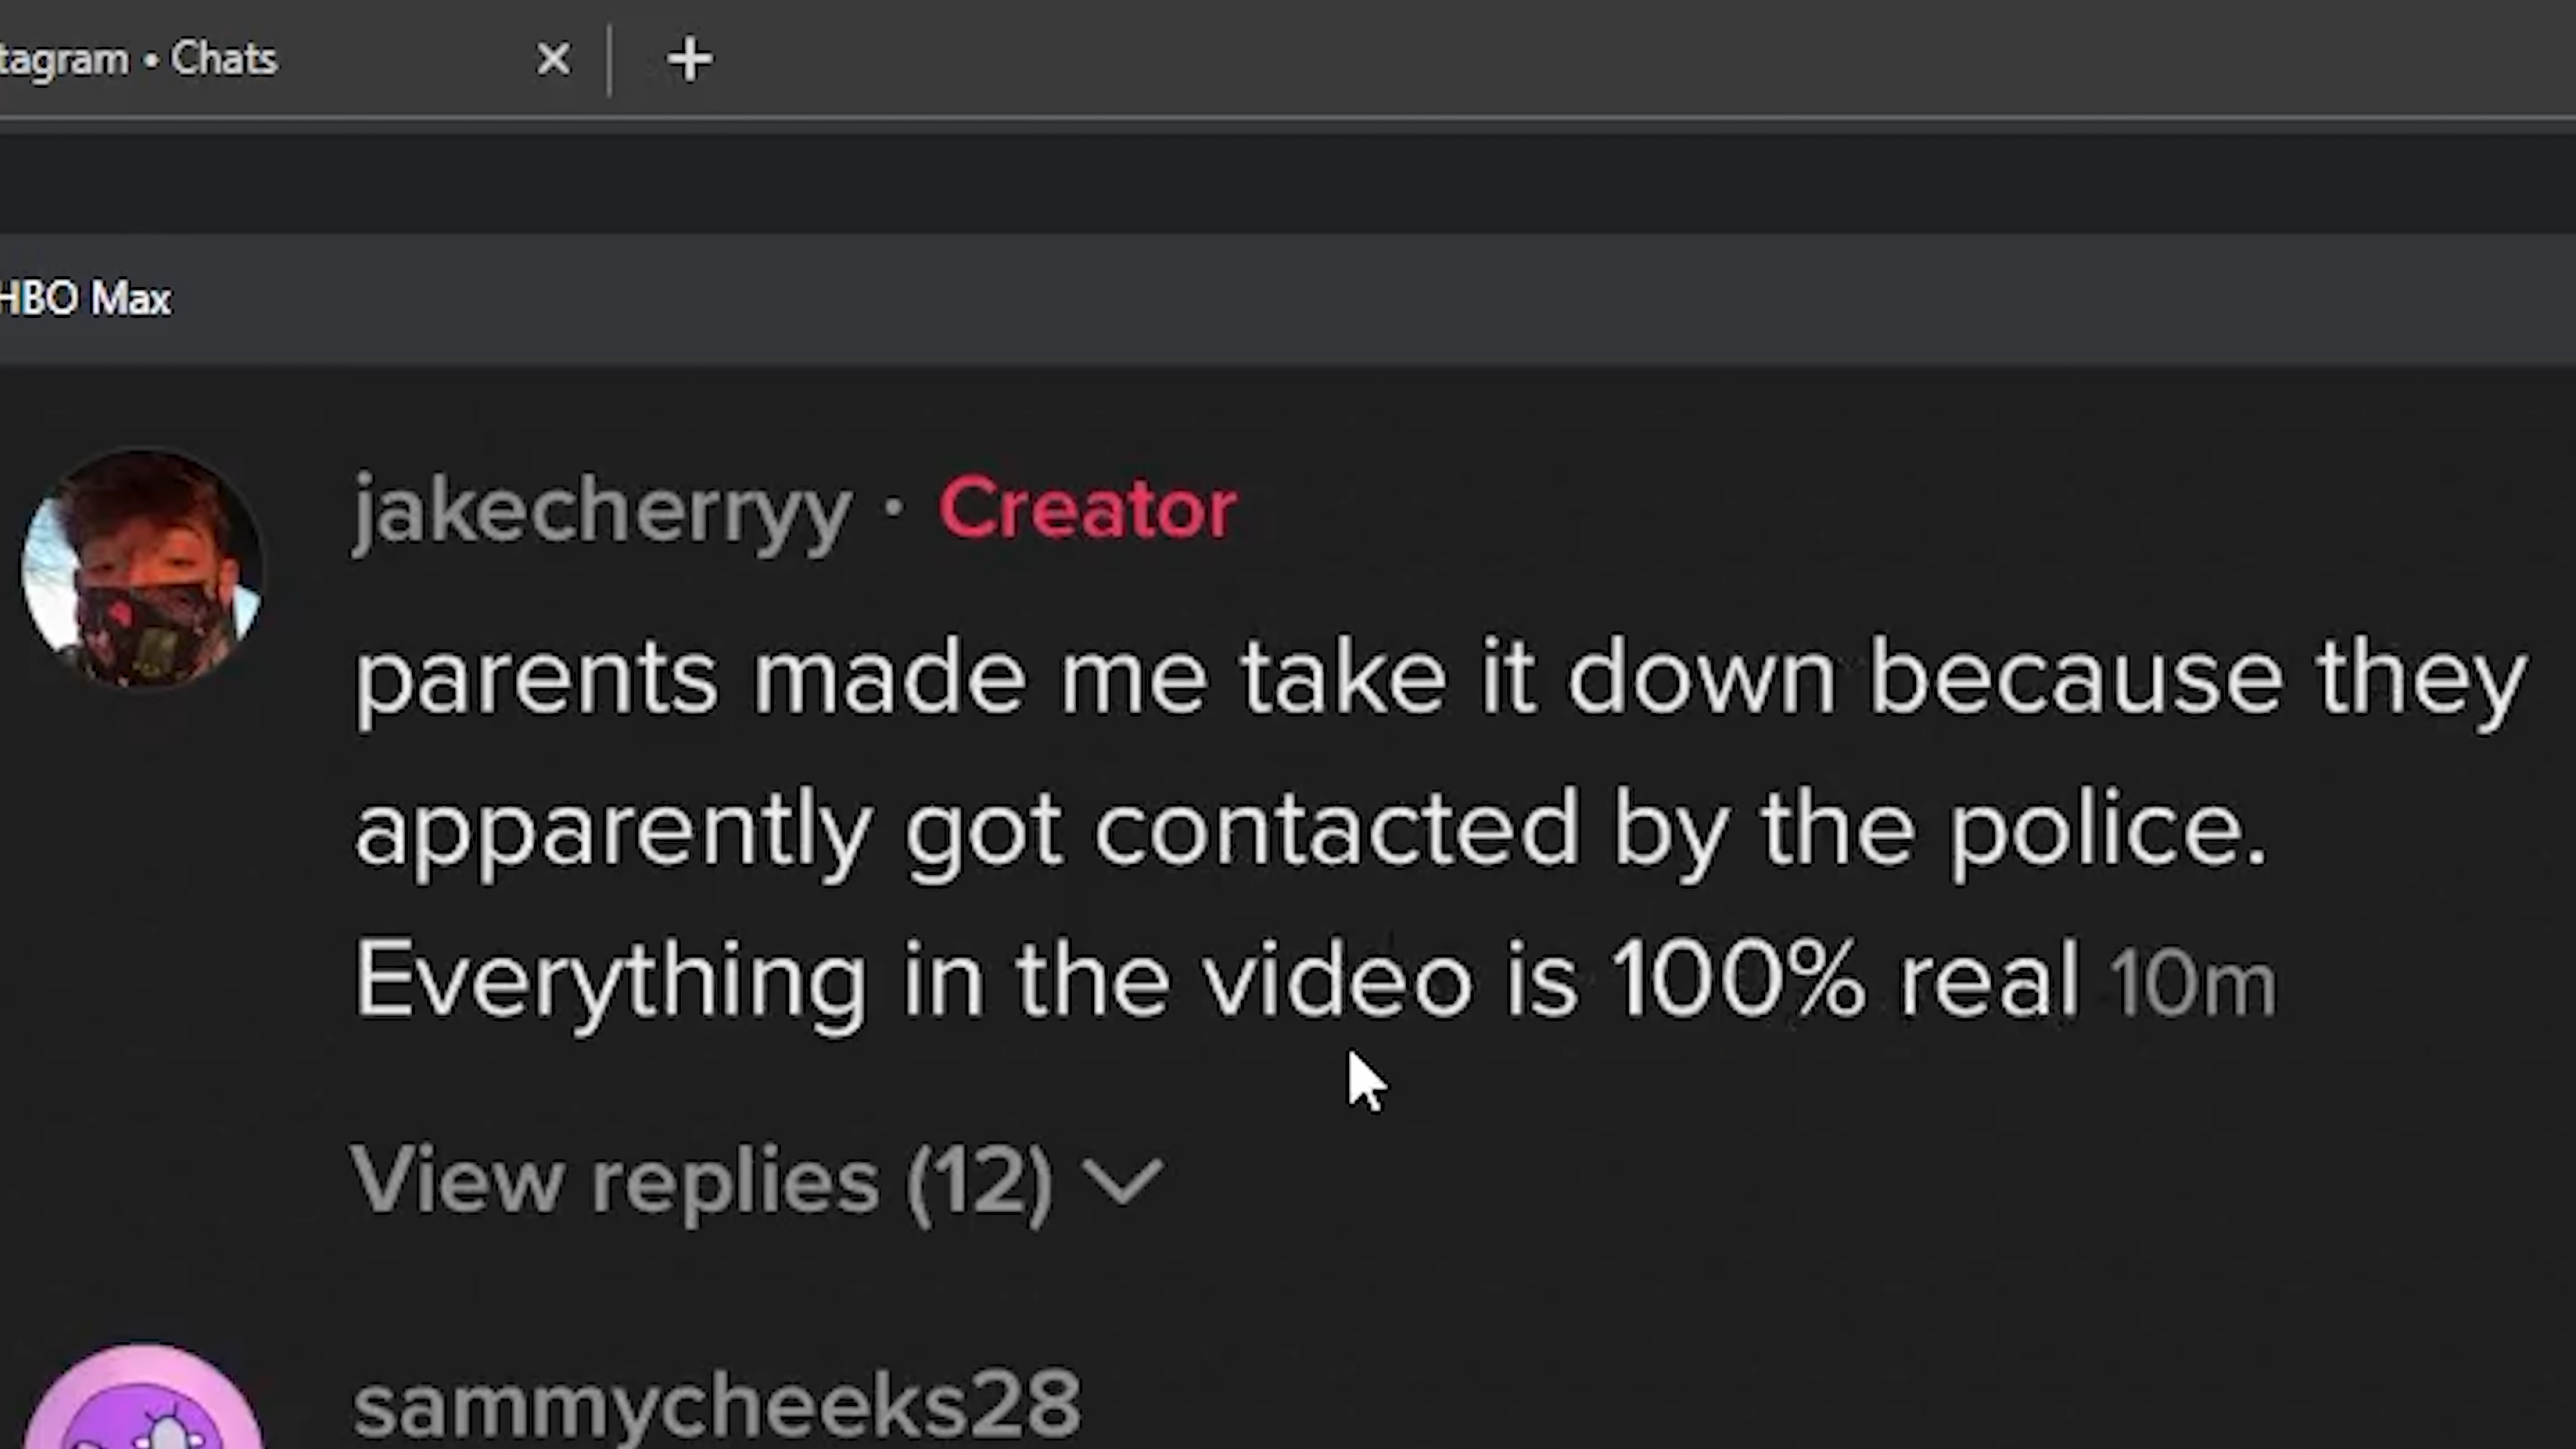 tagram • Chats
HBO Max
jakecherryy · Creator
parents made me take it down because they
apparently got contacted by the police.
Everything in the video is 100% real 10m
View replies (12)
sammycheeks28